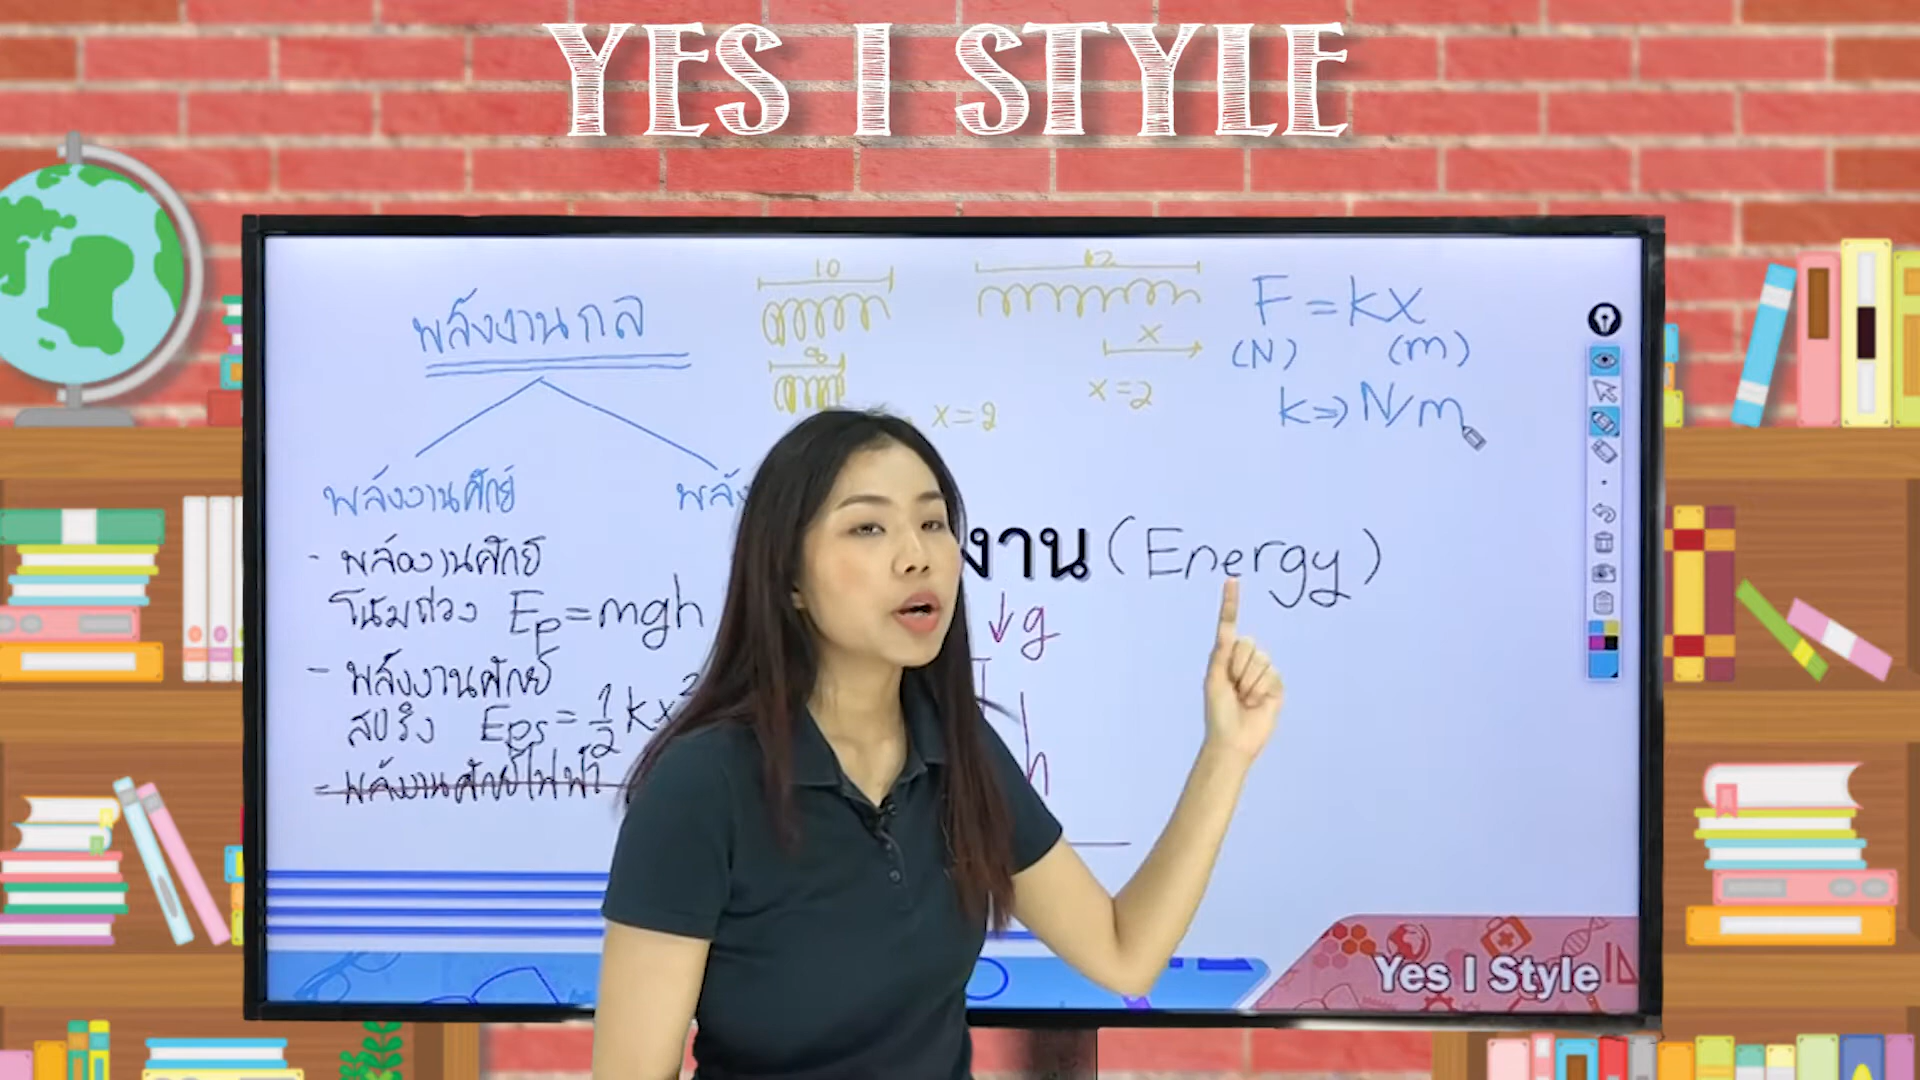 YES I STYLE
พลังงานกล
10
12
F = kx
(N) (m)
k => N/m
x
x = 2
8
x = 2
พลังงานศักย์
งาน (Energy)
- พลังงานศักย์
โน้มถ่วง Ep = mgh
↓ g
- พลังงานศักย์
สปริง Eps = 1/2 kx²
h
- พลังงานศักย์ไฟฟ้า
Yes I Style